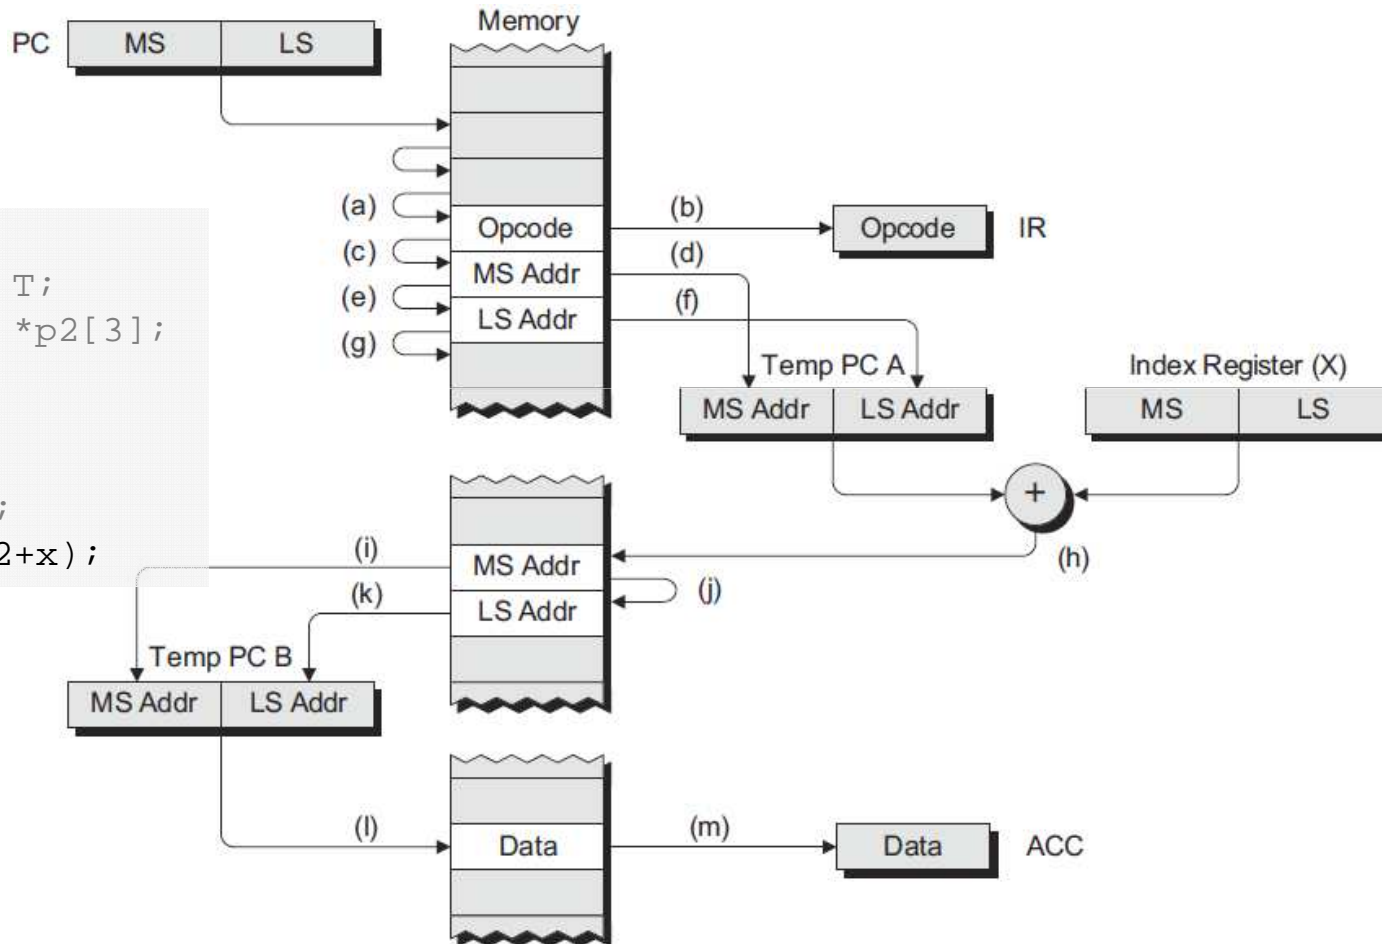 Memory
PC MS LS
(a)
Opcode
(b)
Opcode IR
(c)
MS Addr
(d)
(e)
LS Addr
(f)
(g)
T;
*p2[3];
;
2+x);
Temp PC A
MS Addr LS Addr
Index Register (X)
MS LS
+
(h)
(i)
MS Addr
(j)
(k)
LS Addr
Temp PC B
MS Addr LS Addr
(l)
Data
(m)
Data ACC